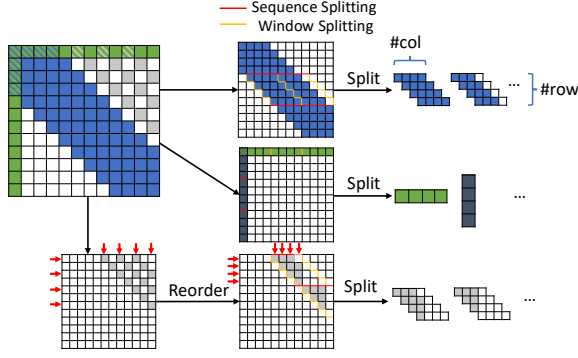 Sequence Splitting
Window Splitting
#col
Split
...
#row
Split
...
Reorder
Split
...